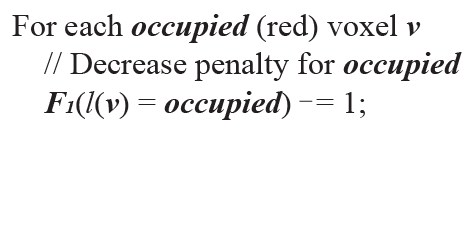 For each occupied (red) voxel v
// Decrease penalty for occupied
F₁(l(v) = occupied) −= 1;